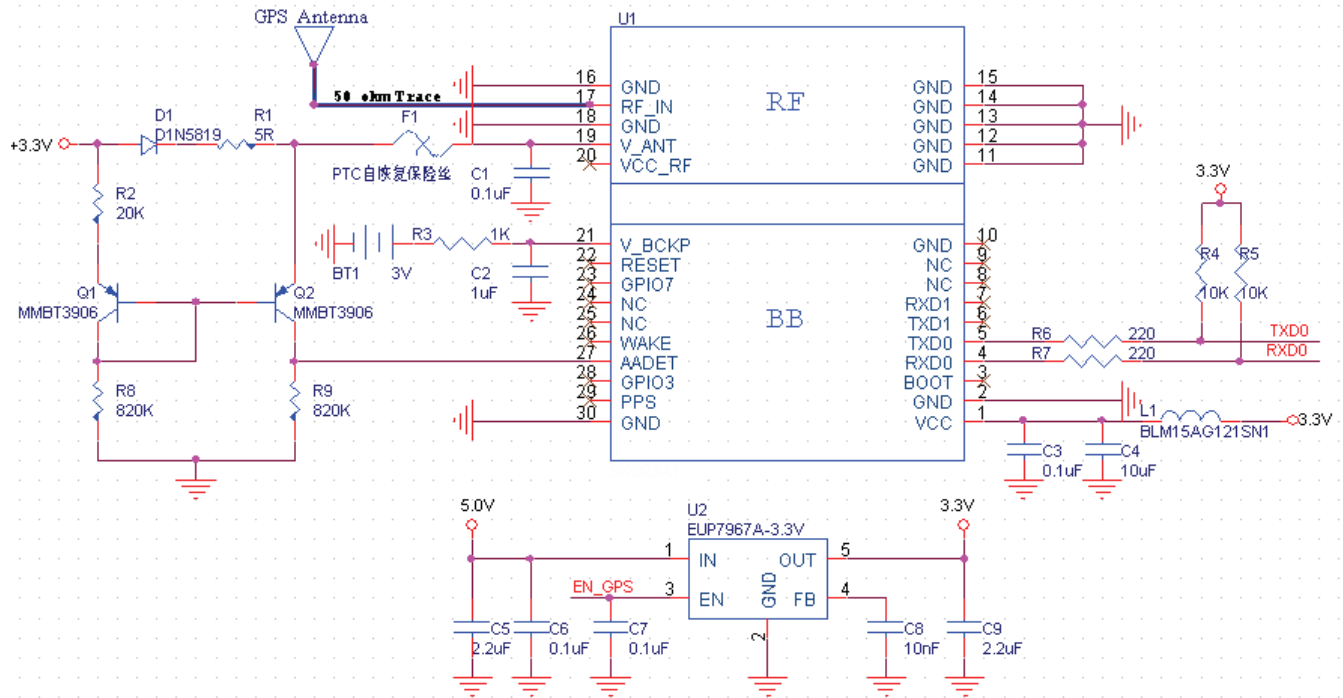 GPS Antenna
U1
50 ohm Trace
RF
16 GND
17 RF_IN
18 GND
19 V_ANT
20 VCC_RF
GND 15
GND 14
GND 13
GND 12
GND 11
D1
D1N5819
R1
5R
F1
PTC自恢复保险丝
+3.3V
C1
0.1uF
R2
20K
3.3V
BB
21 V_BCKP
22 RESET
23 GPIO7
24 NC
25 NC
26 WAKE
27 AADET
28 GPIO3
29 PPS
30 GND
GND 10
NC 9
NC 8
RXD1 7
TXD1 6
TXD0 5
RXD0 4
BOOT 3
GND 2
VCC 1
R3 1K
BT1 3V
C2
1uF
R4
10K
R5
10K
Q1
MMBT3906
Q2
MMBT3906
R6 220 TXD0
R7 220 RXD0
R8
820K
R9
820K
L1
BLM15AG121SN1
3.3V
C3
0.1uF
C4
10uF
5.0V
U2
EUP7967A-3.3V
3.3V
1 IN
OUT 5
EN_GPS
3 EN
GND
2
FB 4
C5
2.2uF
C6
0.1uF
C7
0.1uF
C8
10nF
C9
2.2uF